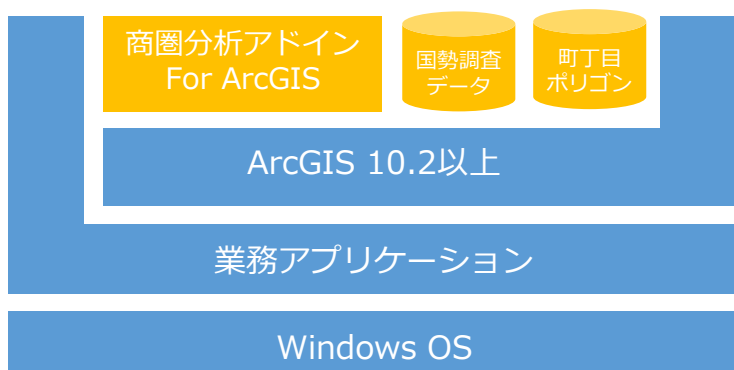 商圏分析アドイン
For ArcGIS
国勢調査
データ
町丁目
ポリゴン
ArcGIS 10.2以上
業務アプリケーション
Windows OS